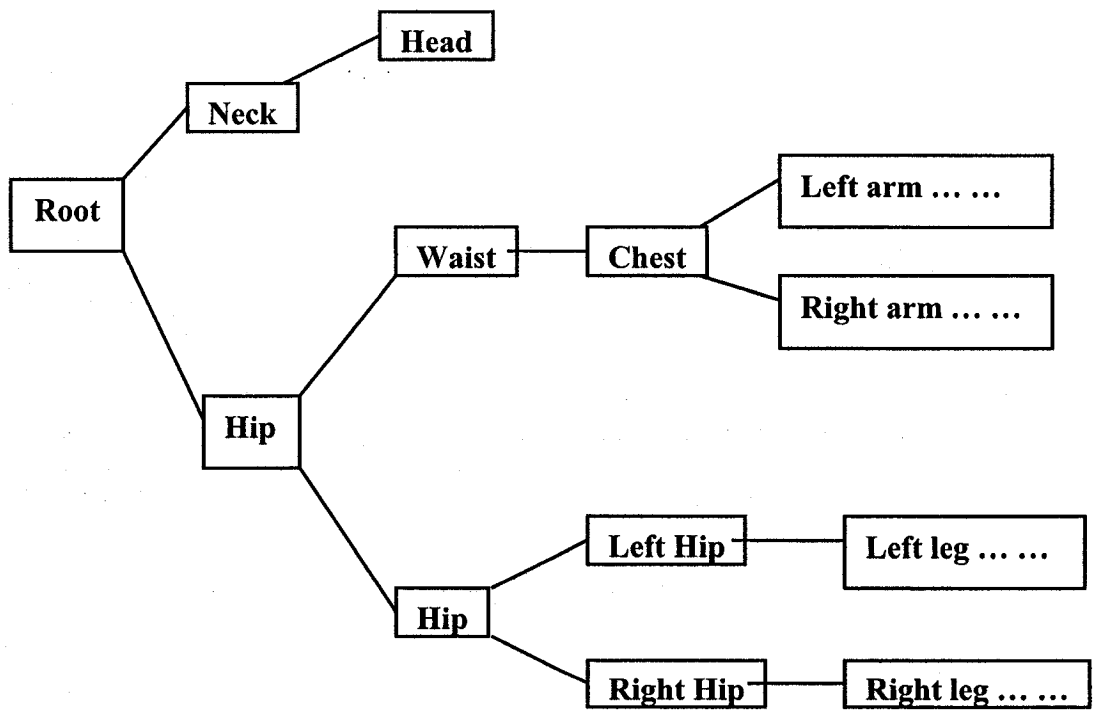 Head
Neck
Root
Left arm ... ...
Waist
Chest
Right arm ... ...
Hip
Left Hip
Left leg ... ...
Hip
Right Hip
Right leg ... ...